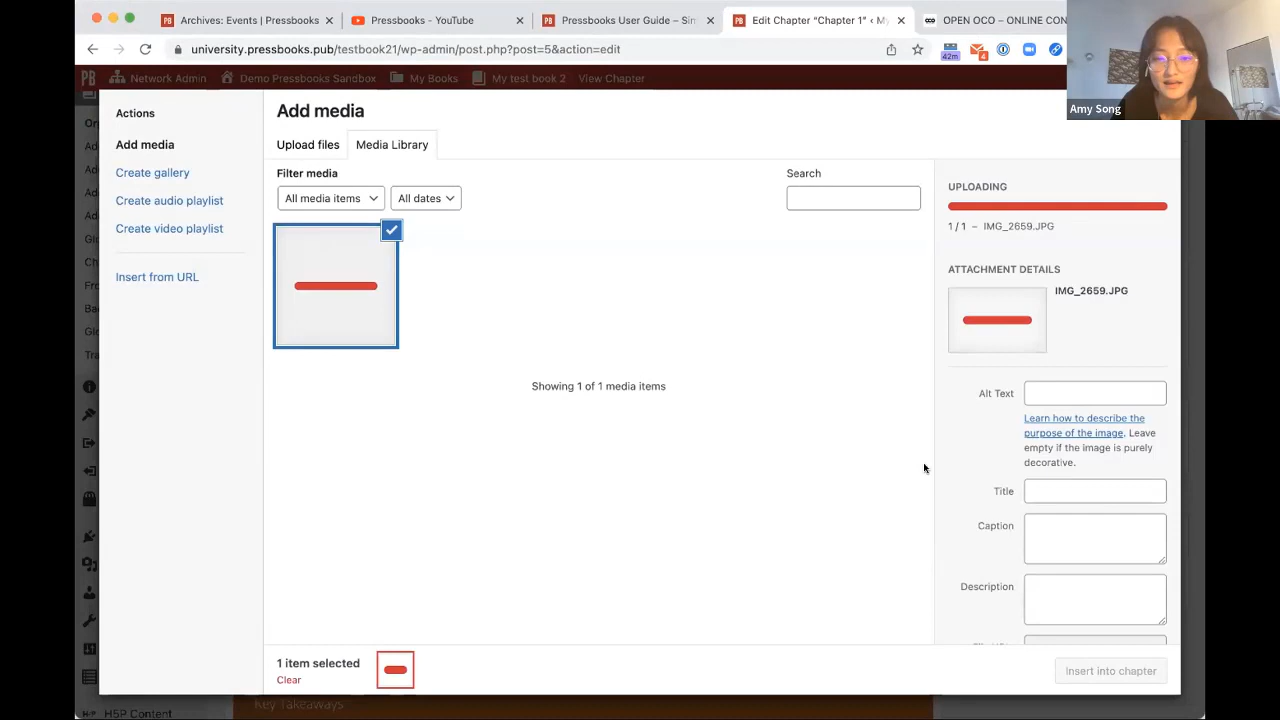 Archives: Events | Pressbooks
Pressbooks - YouTube
Pressbooks User Guide – Sim
Edit Chapter “Chapter 1” ‹ My
OPEN OCO – ONLINE CON
university.pressbooks.pub/testbook21/wp-admin/post.php?post=5&action=edit
42m
4
PB
Network Admin
Demo Pressbooks Sandbox
My Books
My test book 2
View Chapter
Amy Song
Actions
Add media
Create gallery
Create audio playlist
Create video playlist
Insert from URL
Add media
Upload files
Media Library
Filter media
All media items
All dates
Search
Showing 1 of 1 media items
UPLOADING
1 / 1 – IMG_2659.JPG
ATTACHMENT DETAILS
IMG_2659.JPG
Alt Text
Learn how to describe the
purpose of the image. Leave
empty if the image is purely
decorative.
Title
Caption
Description
1 item selected
Clear
Insert into chapter
H5P Content
Key Takeaways